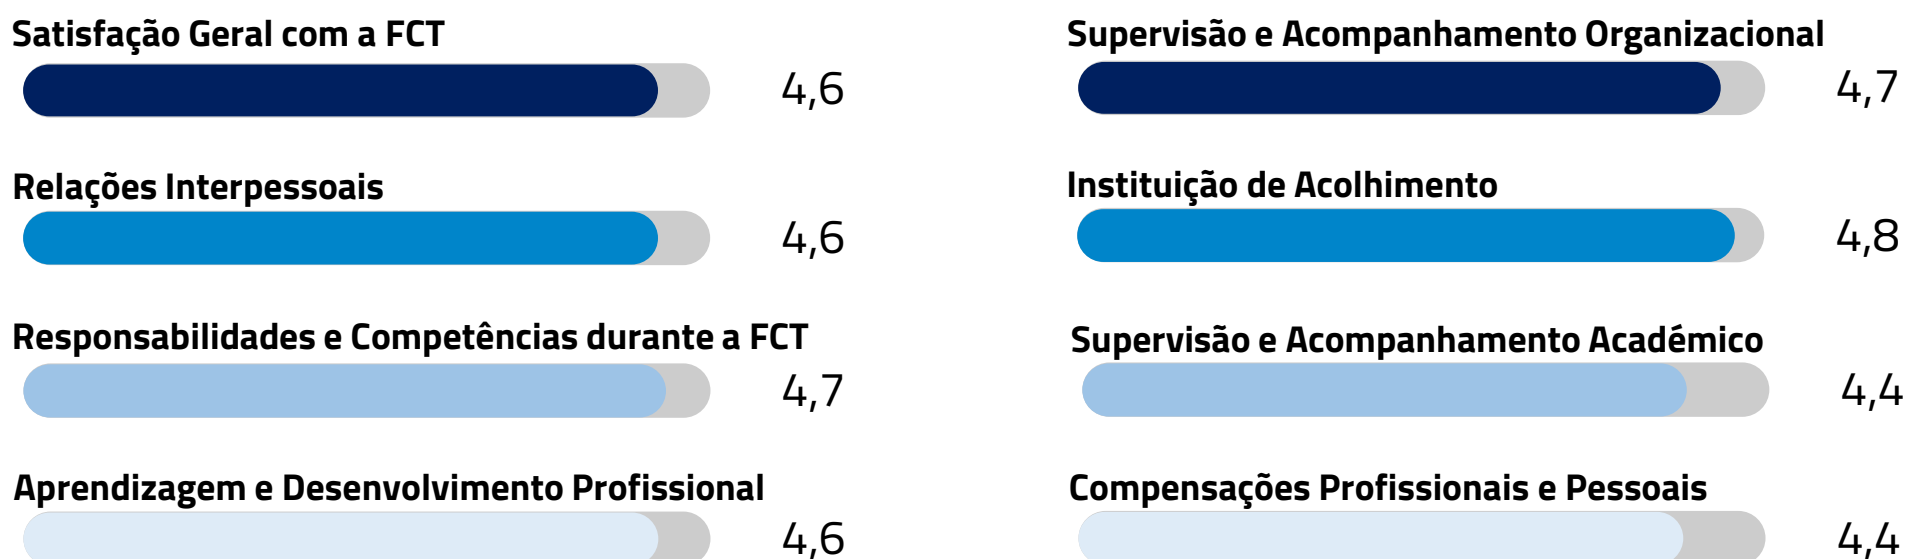 Satisfação Geral com a FCT
4,6
Relações Interpessoais
4,6
Responsabilidades e Competências durante a FCT
4,7
Aprendizagem e Desenvolvimento Profissional
4,6
Supervisão e Acompanhamento Organizacional
4,7
Instituição de Acolhimento
4,8
Supervisão e Acompanhamento Académico
4,4
Compensações Profissionais e Pessoais
4,4